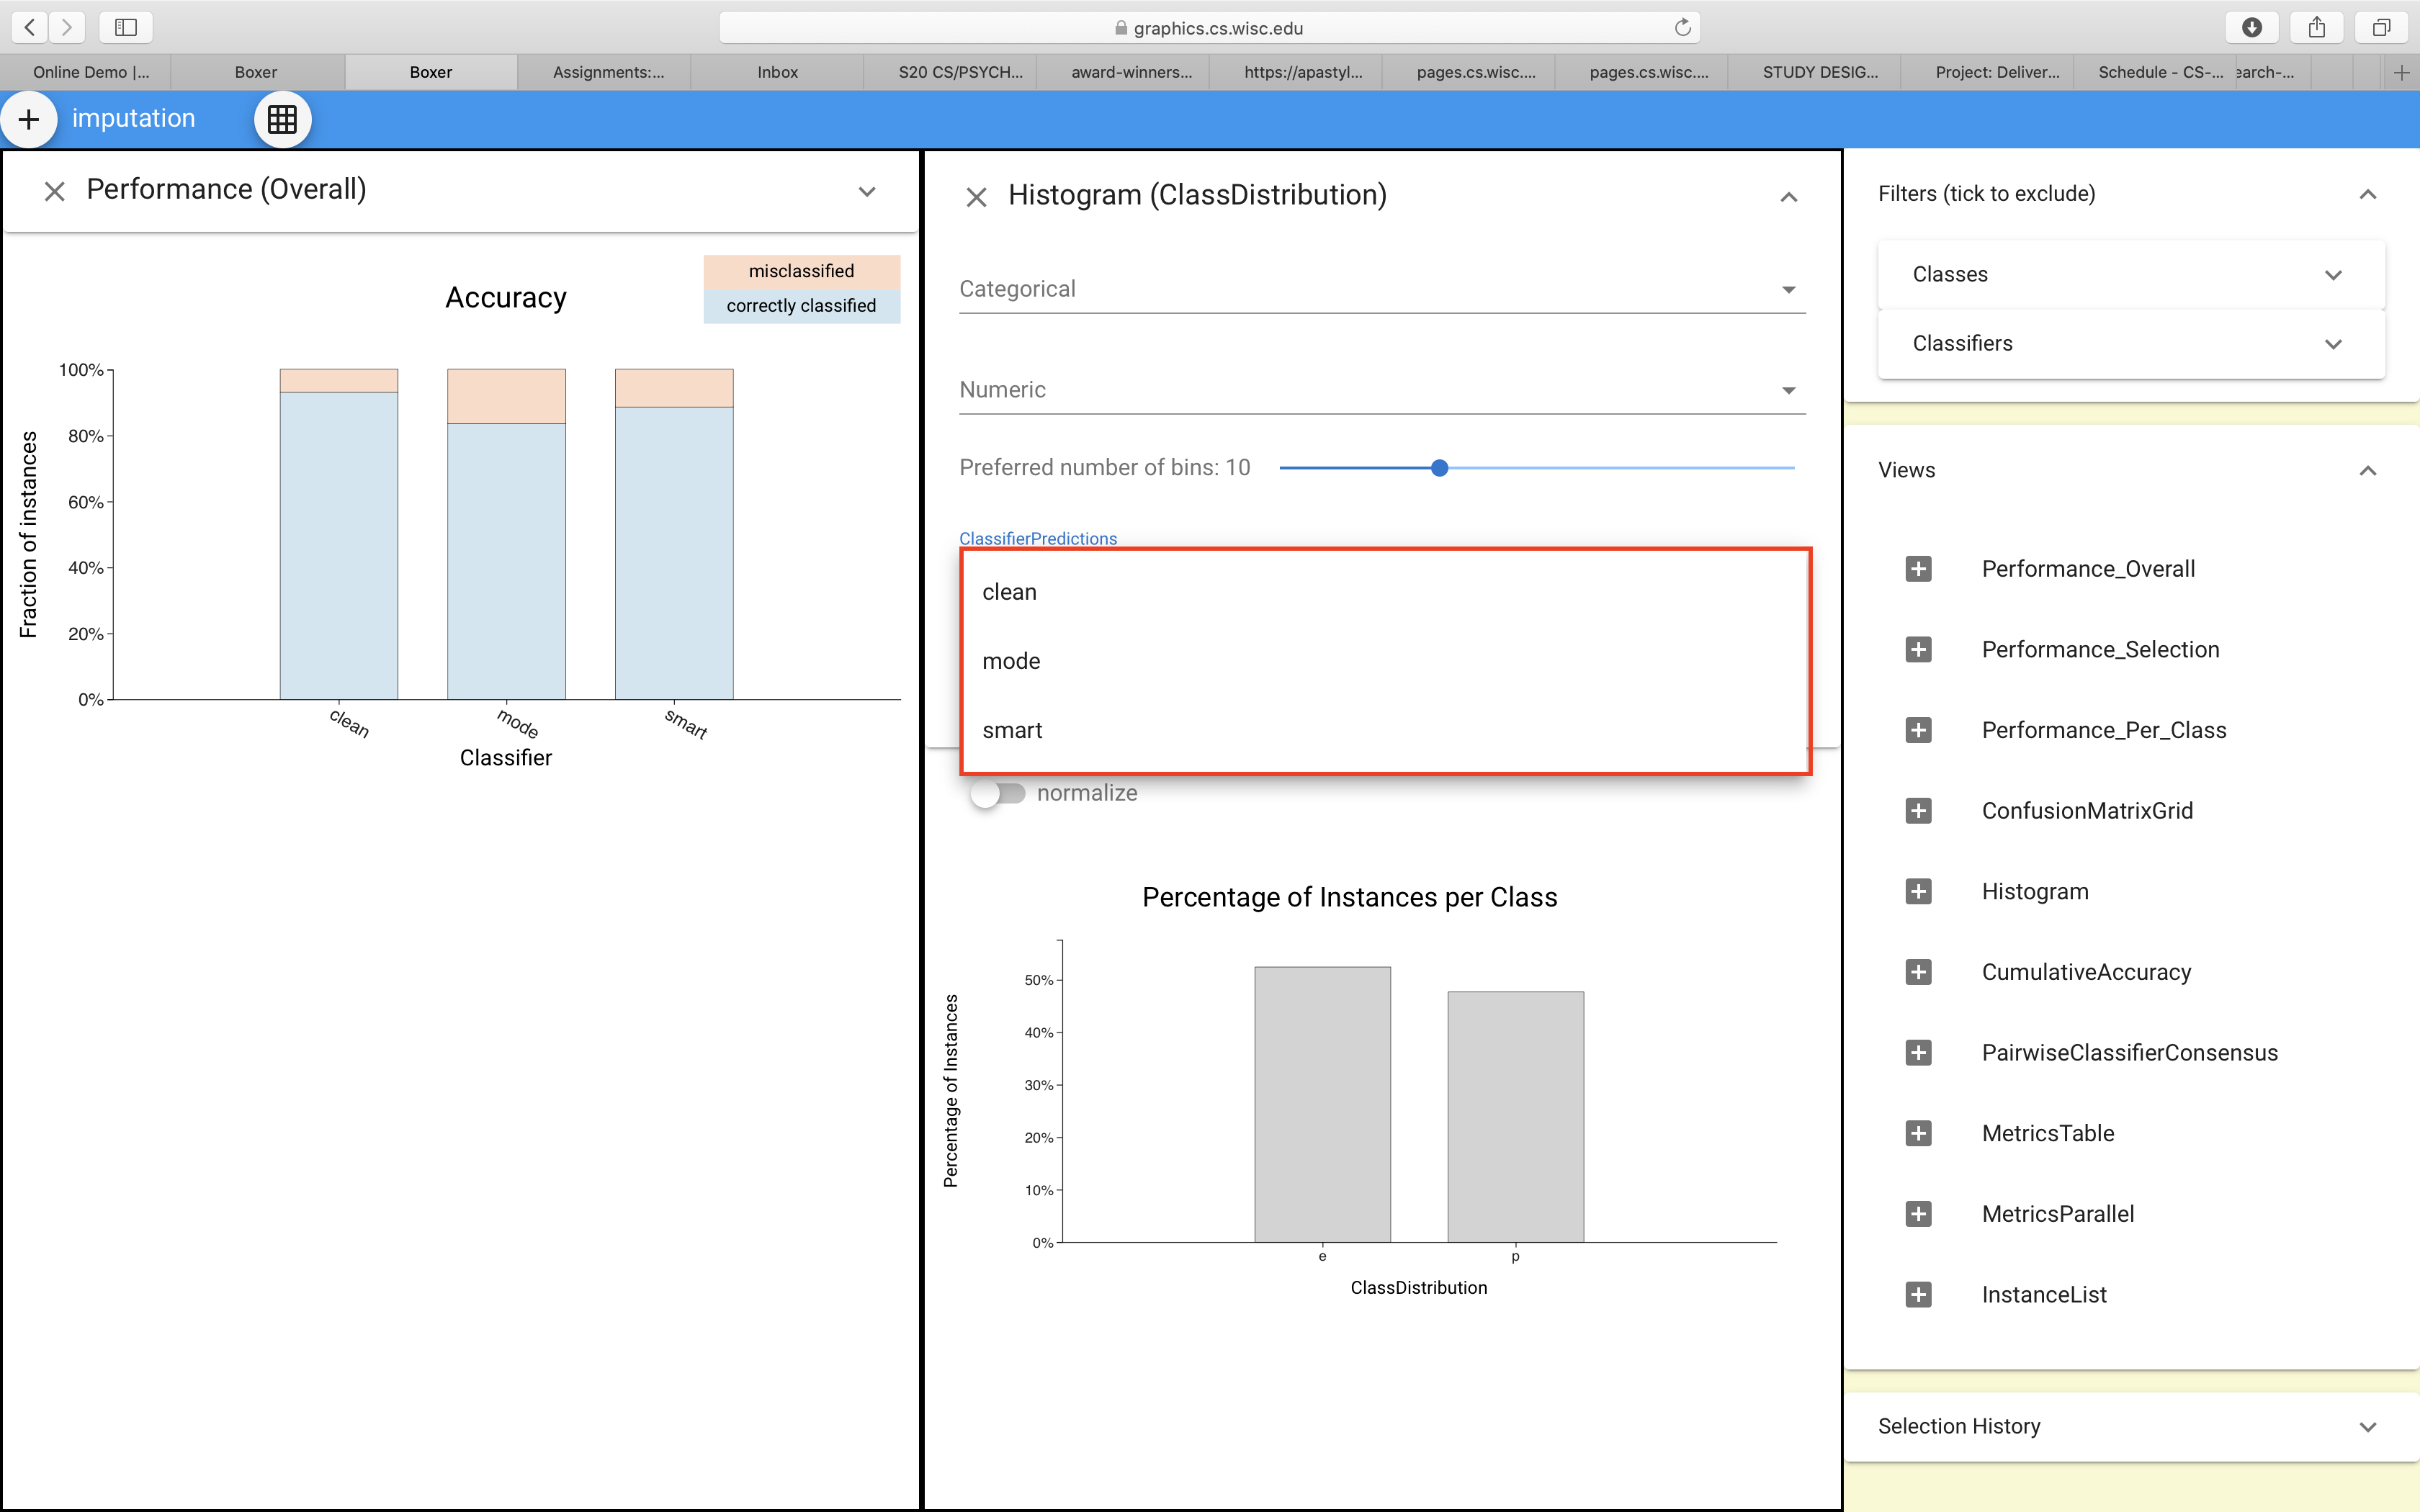 graphics.cs.wisc.edu
Online Demo |...
Boxer
Boxer
Assignments:...
Inbox
S20 CS/PSYCH...
award-winners...
https://apastyl...
pages.cs.wisc....
pages.cs.wisc....
STUDY DESIG...
Project: Deliver...
Schedule - CS-...
earch-...
imputation
Performance (Overall)
misclassified
correctly classified
Accuracy
100%
80%
60%
40%
20%
0%
Fraction of instances
clean
mode
smart
Classifier
Histogram (ClassDistribution)
Categorical
Numeric
Preferred number of bins: 10
ClassifierPredictions
clean
mode
smart
normalize
Percentage of Instances per Class
50%
40%
30%
20%
10%
0%
Percentage of Instances
e
p
ClassDistribution
Filters (tick to exclude)
Classes
Classifiers
Views
Performance_Overall
Performance_Selection
Performance_Per_Class
ConfusionMatrixGrid
Histogram
CumulativeAccuracy
PairwiseClassifierConsensus
MetricsTable
MetricsParallel
InstanceList
Selection History